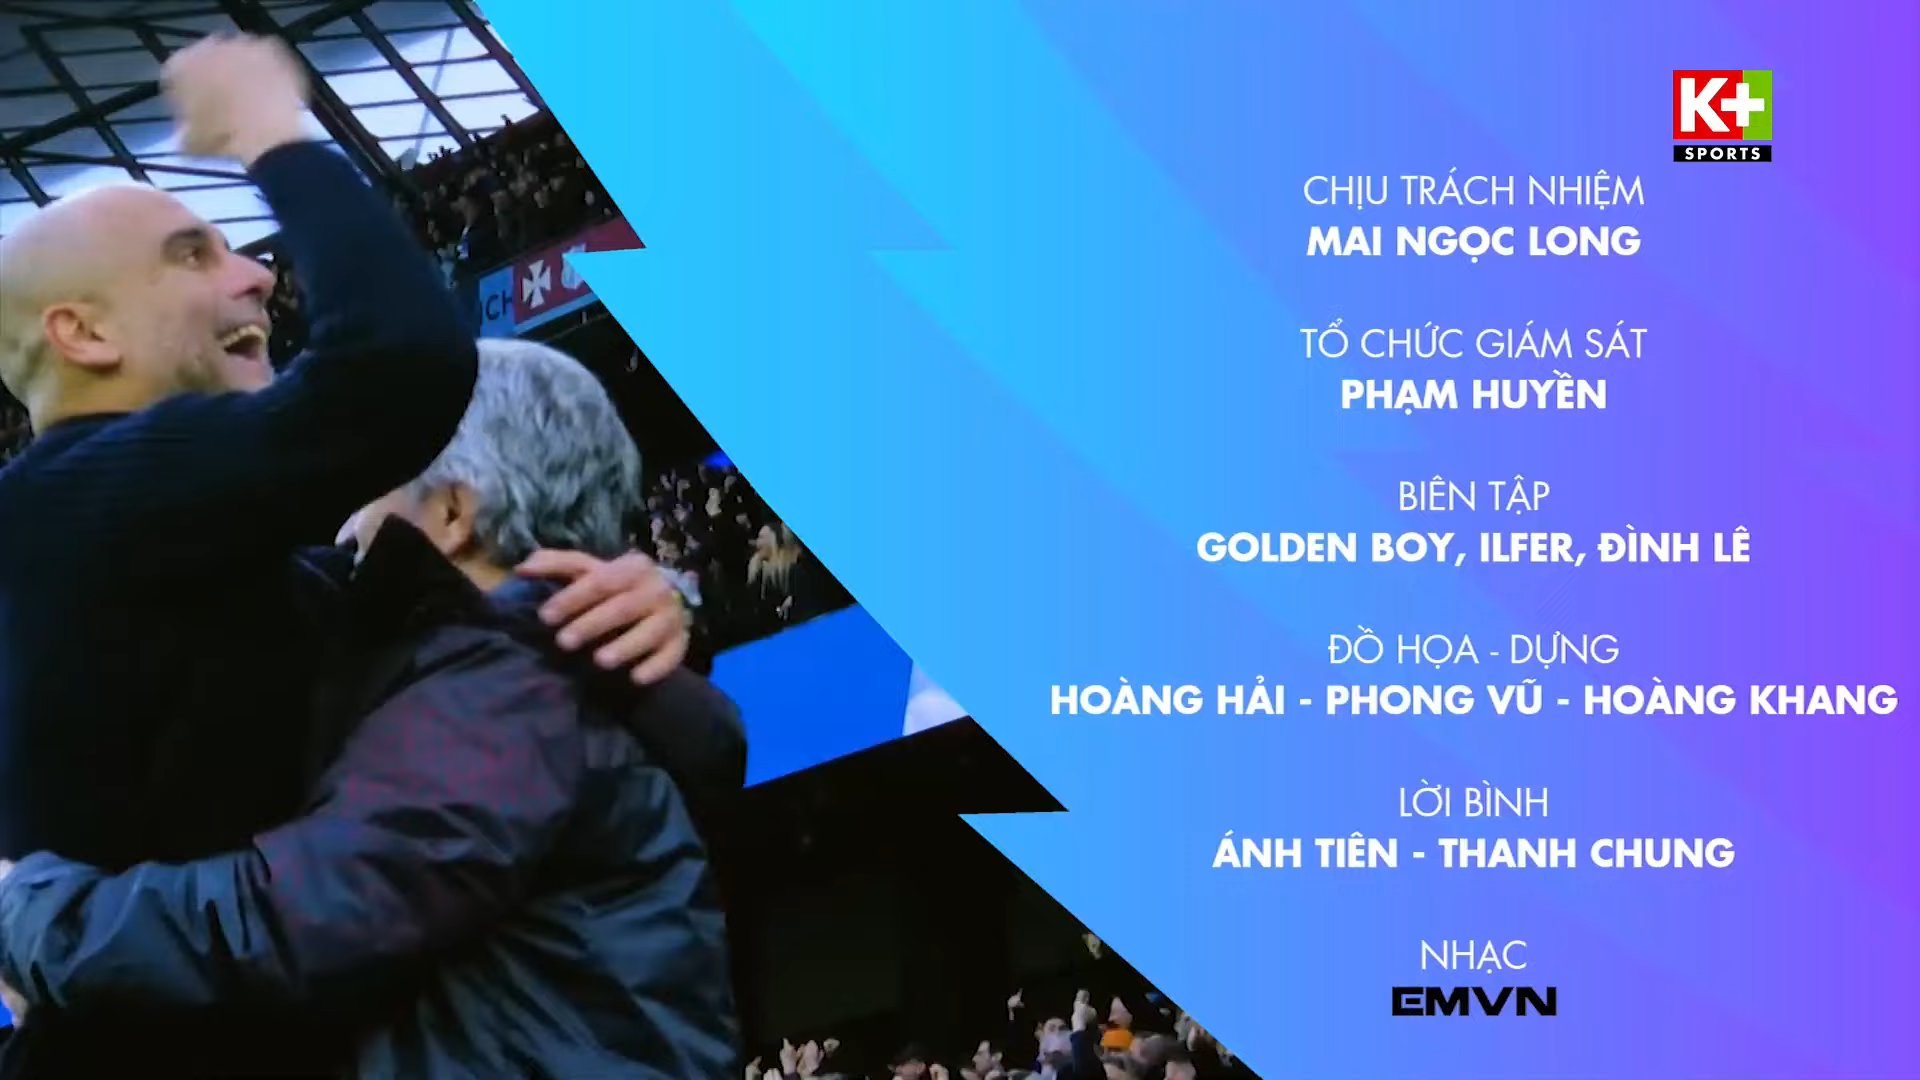 K+
SPORTS
CHỊU TRÁCH NHIỆM
MAI NGỌC LONG
TỔ CHỨC GIÁM SÁT
PHẠM HUYỀN
BIÊN TẬP
GOLDEN BOY, ILFER, ĐÌNH LÊ
ĐỒ HỌA - DỰNG
HOÀNG HẢI - PHONG VŨ - HOÀNG KHANG
LỜI BÌNH
ÁNH TIÊN - THANH CHUNG
NHẠC
EMVN